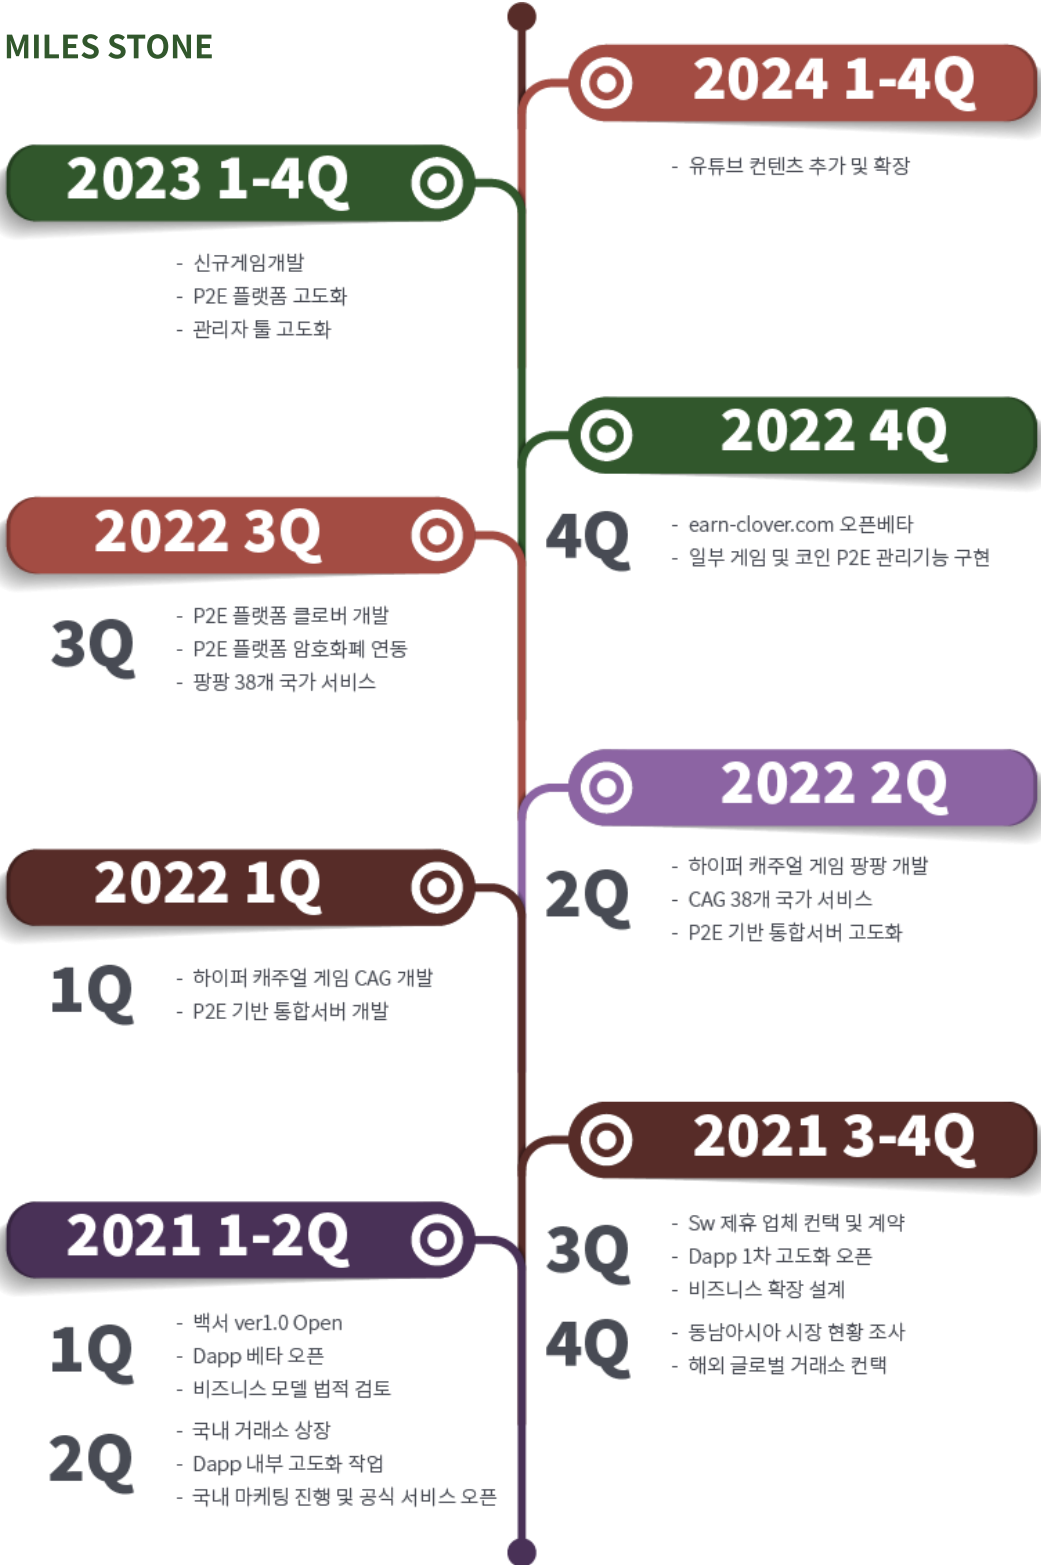 MILES STONE
2024 1-4Q
- 유튜브 컨텐츠 추가 및 확장
2023 1-4Q
- 신규게임개발
- P2E 플랫폼 고도화
- 관리자 툴 고도화
2022 4Q
4Q
- earn-clover.com 오픈베타
- 일부 게임 및 코인 P2E 관리기능 구현
2022 3Q
3Q
- P2E 플랫폼 클로버 개발
- P2E 플랫폼 암호화폐 연동
- 팡팡 38개 국가 서비스
2022 2Q
2Q
- 하이퍼 캐주얼 게임 팡팡 개발
- CAG 38개 국가 서비스
- P2E 기반 통합서버 고도화
2022 1Q
1Q
- 하이퍼 캐주얼 게임 CAG 개발
- P2E 기반 통합서버 개발
2021 3-4Q
3Q
- Sw 제휴 업체 컨택 및 계약
- Dapp 1차 고도화 오픈
- 비즈니스 확장 설계
4Q
- 동남아시아 시장 현황 조사
- 해외 글로벌 거래소 컨택
2021 1-2Q
1Q
- 백서 ver1.0 Open
- Dapp 베타 오픈
- 비즈니스 모델 법적 검토
2Q
- 국내 거래소 상장
- Dapp 내부 고도화 작업
- 국내 마케팅 진행 및 공식 서비스 오픈